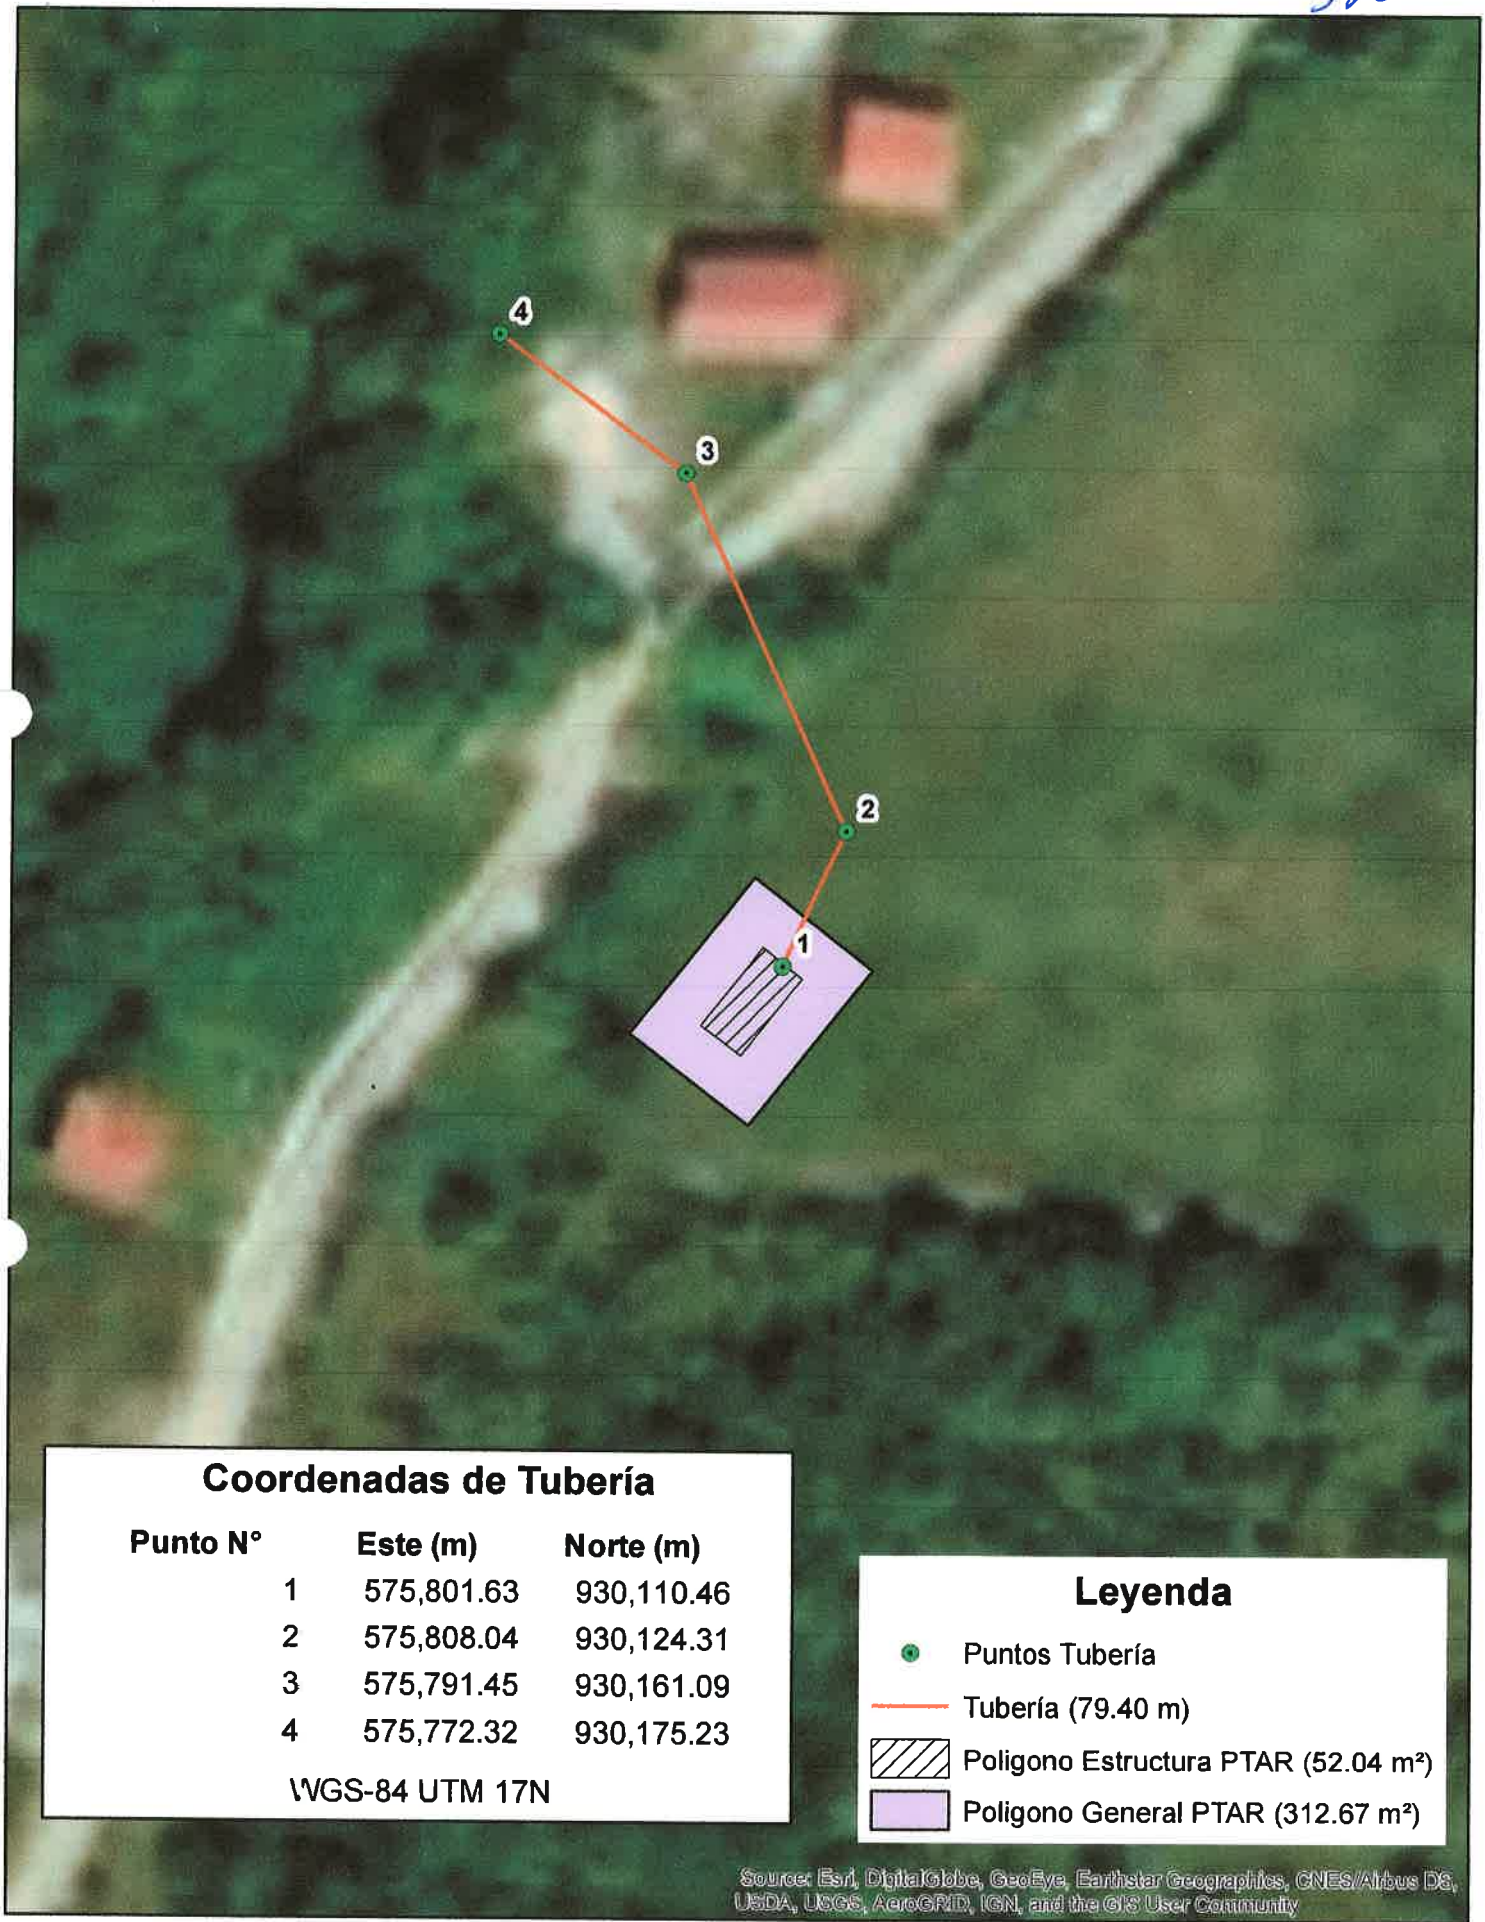 4
3
2
1
Coordenadas de Tubería
Punto N° Este (m) Norte (m)
1 575,801.63 930,110.46
2 575,808.04 930,124.31
3 575,791.45 930,161.09
4 575,772.32 930,175.23
WGS-84 UTM 17N
Leyenda
Puntos Tubería
Tubería (79.40 m)
Poligono Estructura PTAR (52.04 m²)
Poligono General PTAR (312.67 m²)
Source: Esri, DigitalGlobe, GeoEye, Earthstar Geographics, CNES/Airbus DS,
USDA, USGS, AeroGRID, IGN, and the GIS User Community